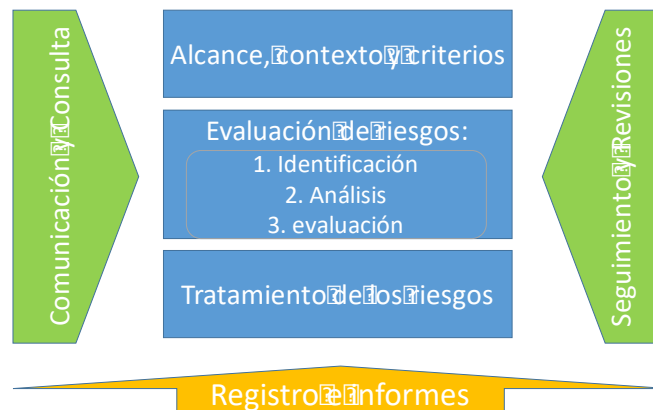 Comunicación y Consulta
Alcance, contexto y criterios
Evaluación de riesgos:
1. Identificación
2. Análisis
3. evaluación
Tratamiento de los riesgos
Seguimiento y Revisiones
Registro e Informes